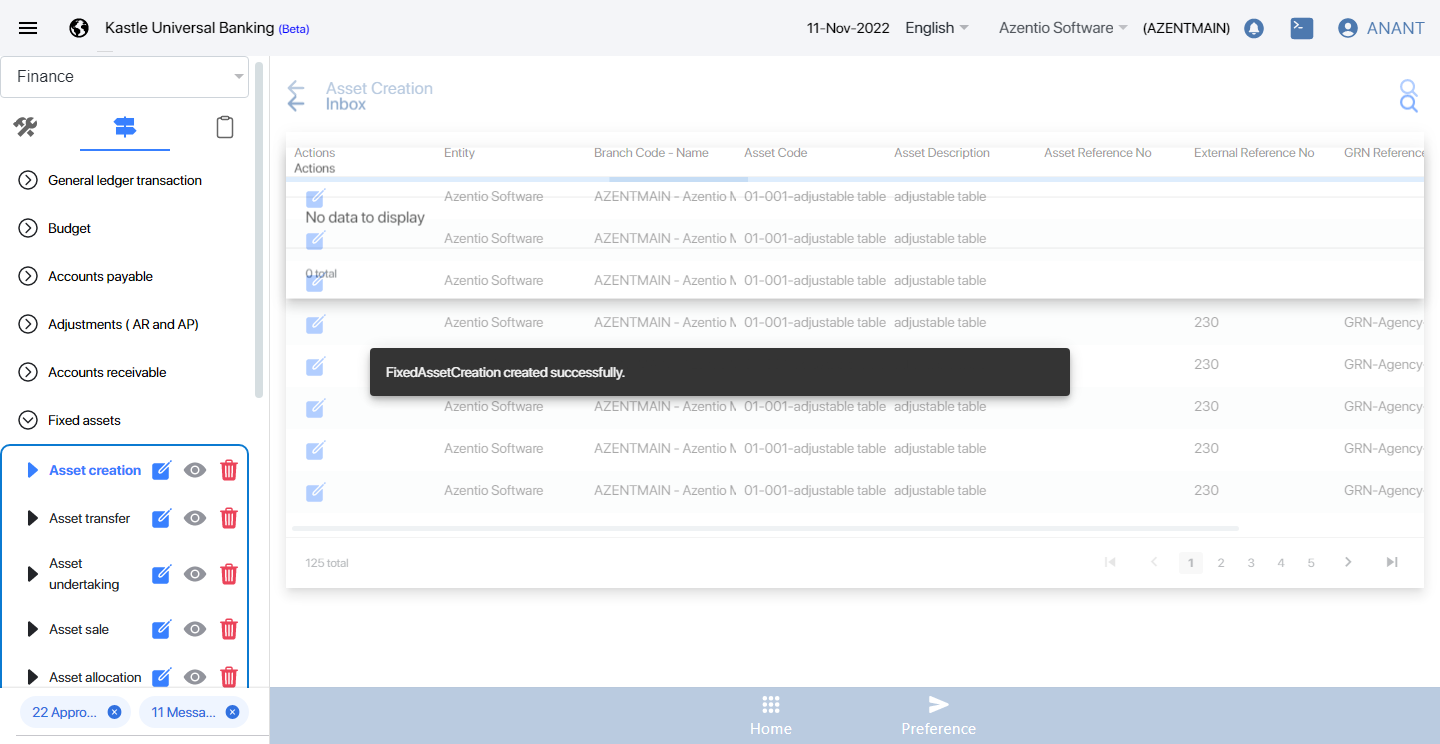 Kastle Universal Banking (Beta)
11-Nov-2022 English Azentio Software (AZENTMAIN) ANANT
Finance
General ledger transaction
Budget
Accounts payable
Adjustments ( AR and AP)
Accounts receivable
Fixed assets
Asset creation
Asset transfer
Asset
undertaking
Asset sale
Asset allocation
22 Appro...
11 Messa...
Asset Creation
Inbox
Actions Entity Branch Code - Name Asset Code Asset Description Asset Reference No External Reference No GRN Reference
Actions
Azentio Software AZENTMAIN - Azentio M 01-001-adjustable table adjustable table
No data to display
Azentio Software AZENTMAIN - Azentio M 01-001-adjustable table adjustable table
0 total
Azentio Software AZENTMAIN - Azentio M 01-001-adjustable table adjustable table
Azentio Software AZENTMAIN - Azentio M 01-001-adjustable table adjustable table 230 GRN-Agency
230 GRN-Agency
FixedAssetCreation created successfully.
Azentio Software AZENTMAIN - Azentio M 01-001-adjustable table adjustable table 230 GRN-Agency
Azentio Software AZENTMAIN - Azentio M 01-001-adjustable table adjustable table 230 GRN-Agency
Azentio Software AZENTMAIN - Azentio M 01-001-adjustable table adjustable table 230 GRN-Agency
125 total
1 2 3 4 5
Home
Preference